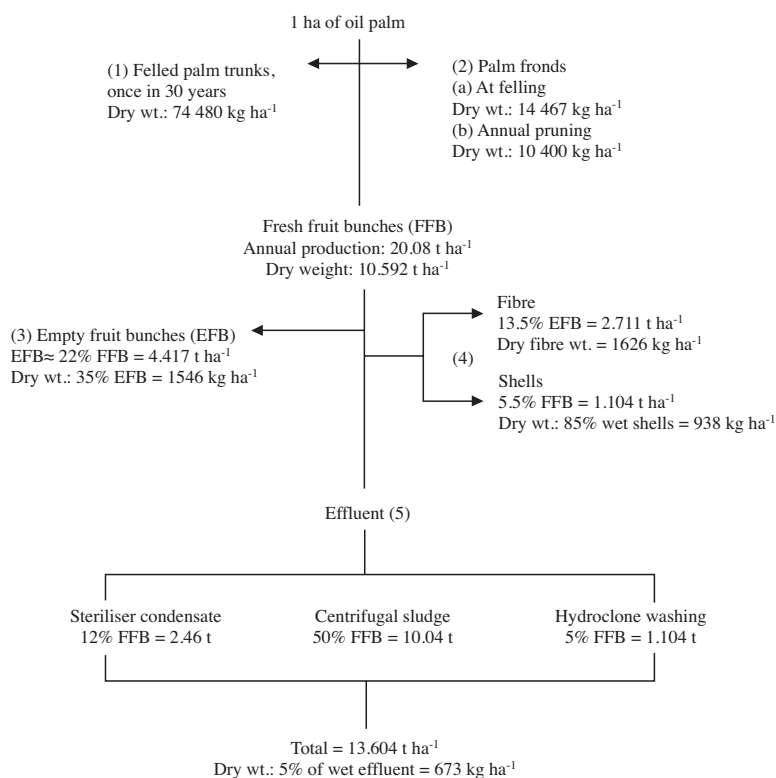 1 ha of oil palm
(1) Felled palm trunks,
once in 30 years
Dry wt.: 74 480 kg ha⁻¹
(2) Palm fronds
(a) At felling
Dry wt.: 14 467 kg ha⁻¹
(b) Annual pruning
Dry wt.: 10 400 kg ha⁻¹
Fresh fruit bunches (FFB)
Annual production: 20.08 t ha⁻¹
Dry weight: 10.592 t ha⁻¹
(3) Empty fruit bunches (EFB)
EFB≈ 22% FFB = 4.417 t ha⁻¹
Dry wt.: 35% EFB = 1546 kg ha⁻¹
Fibre
13.5% EFB = 2.711 t ha⁻¹
Dry fibre wt. = 1626 kg ha⁻¹
(4)
Shells
5.5% FFB = 1.104 t ha⁻¹
Dry wt.: 85% wet shells = 938 kg ha⁻¹
Effluent (5)
Steriliser condensate
12% FFB = 2.46 t
Centrifugal sludge
50% FFB = 10.04 t
Hydroclone washing
5% FFB = 1.104 t
Total = 13.604 t ha⁻¹
Dry wt.: 5% of wet effluent = 673 kg ha⁻¹